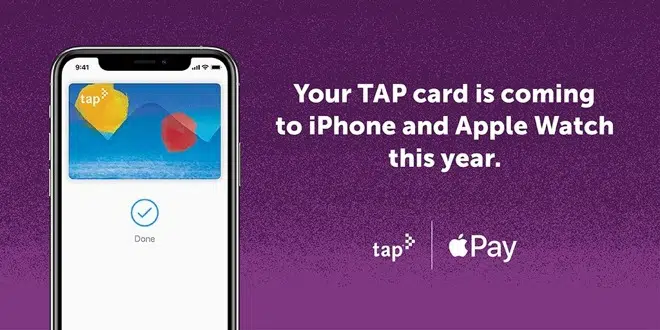 9:41
tap
Done
Your TAP card is coming
to iPhone and Apple Watch
this year.
tap
Pay